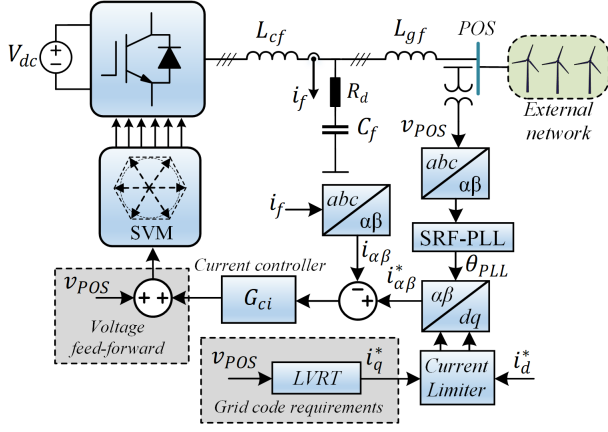 L_cf
L_gf
POS
V_dc
i_f
R_d
C_f
External
network
v_POS
abc
αβ
SVM
i_f
abc
αβ
SRF-PLL
i_αβ
θ_PLL
v_POS
+ +
Current controller
G_ci
i*_αβ
αβ
dq
Voltage
feed-forward
v_POS
LVRT
i*_q
Current
Limiter
i*_d
Grid code requirements